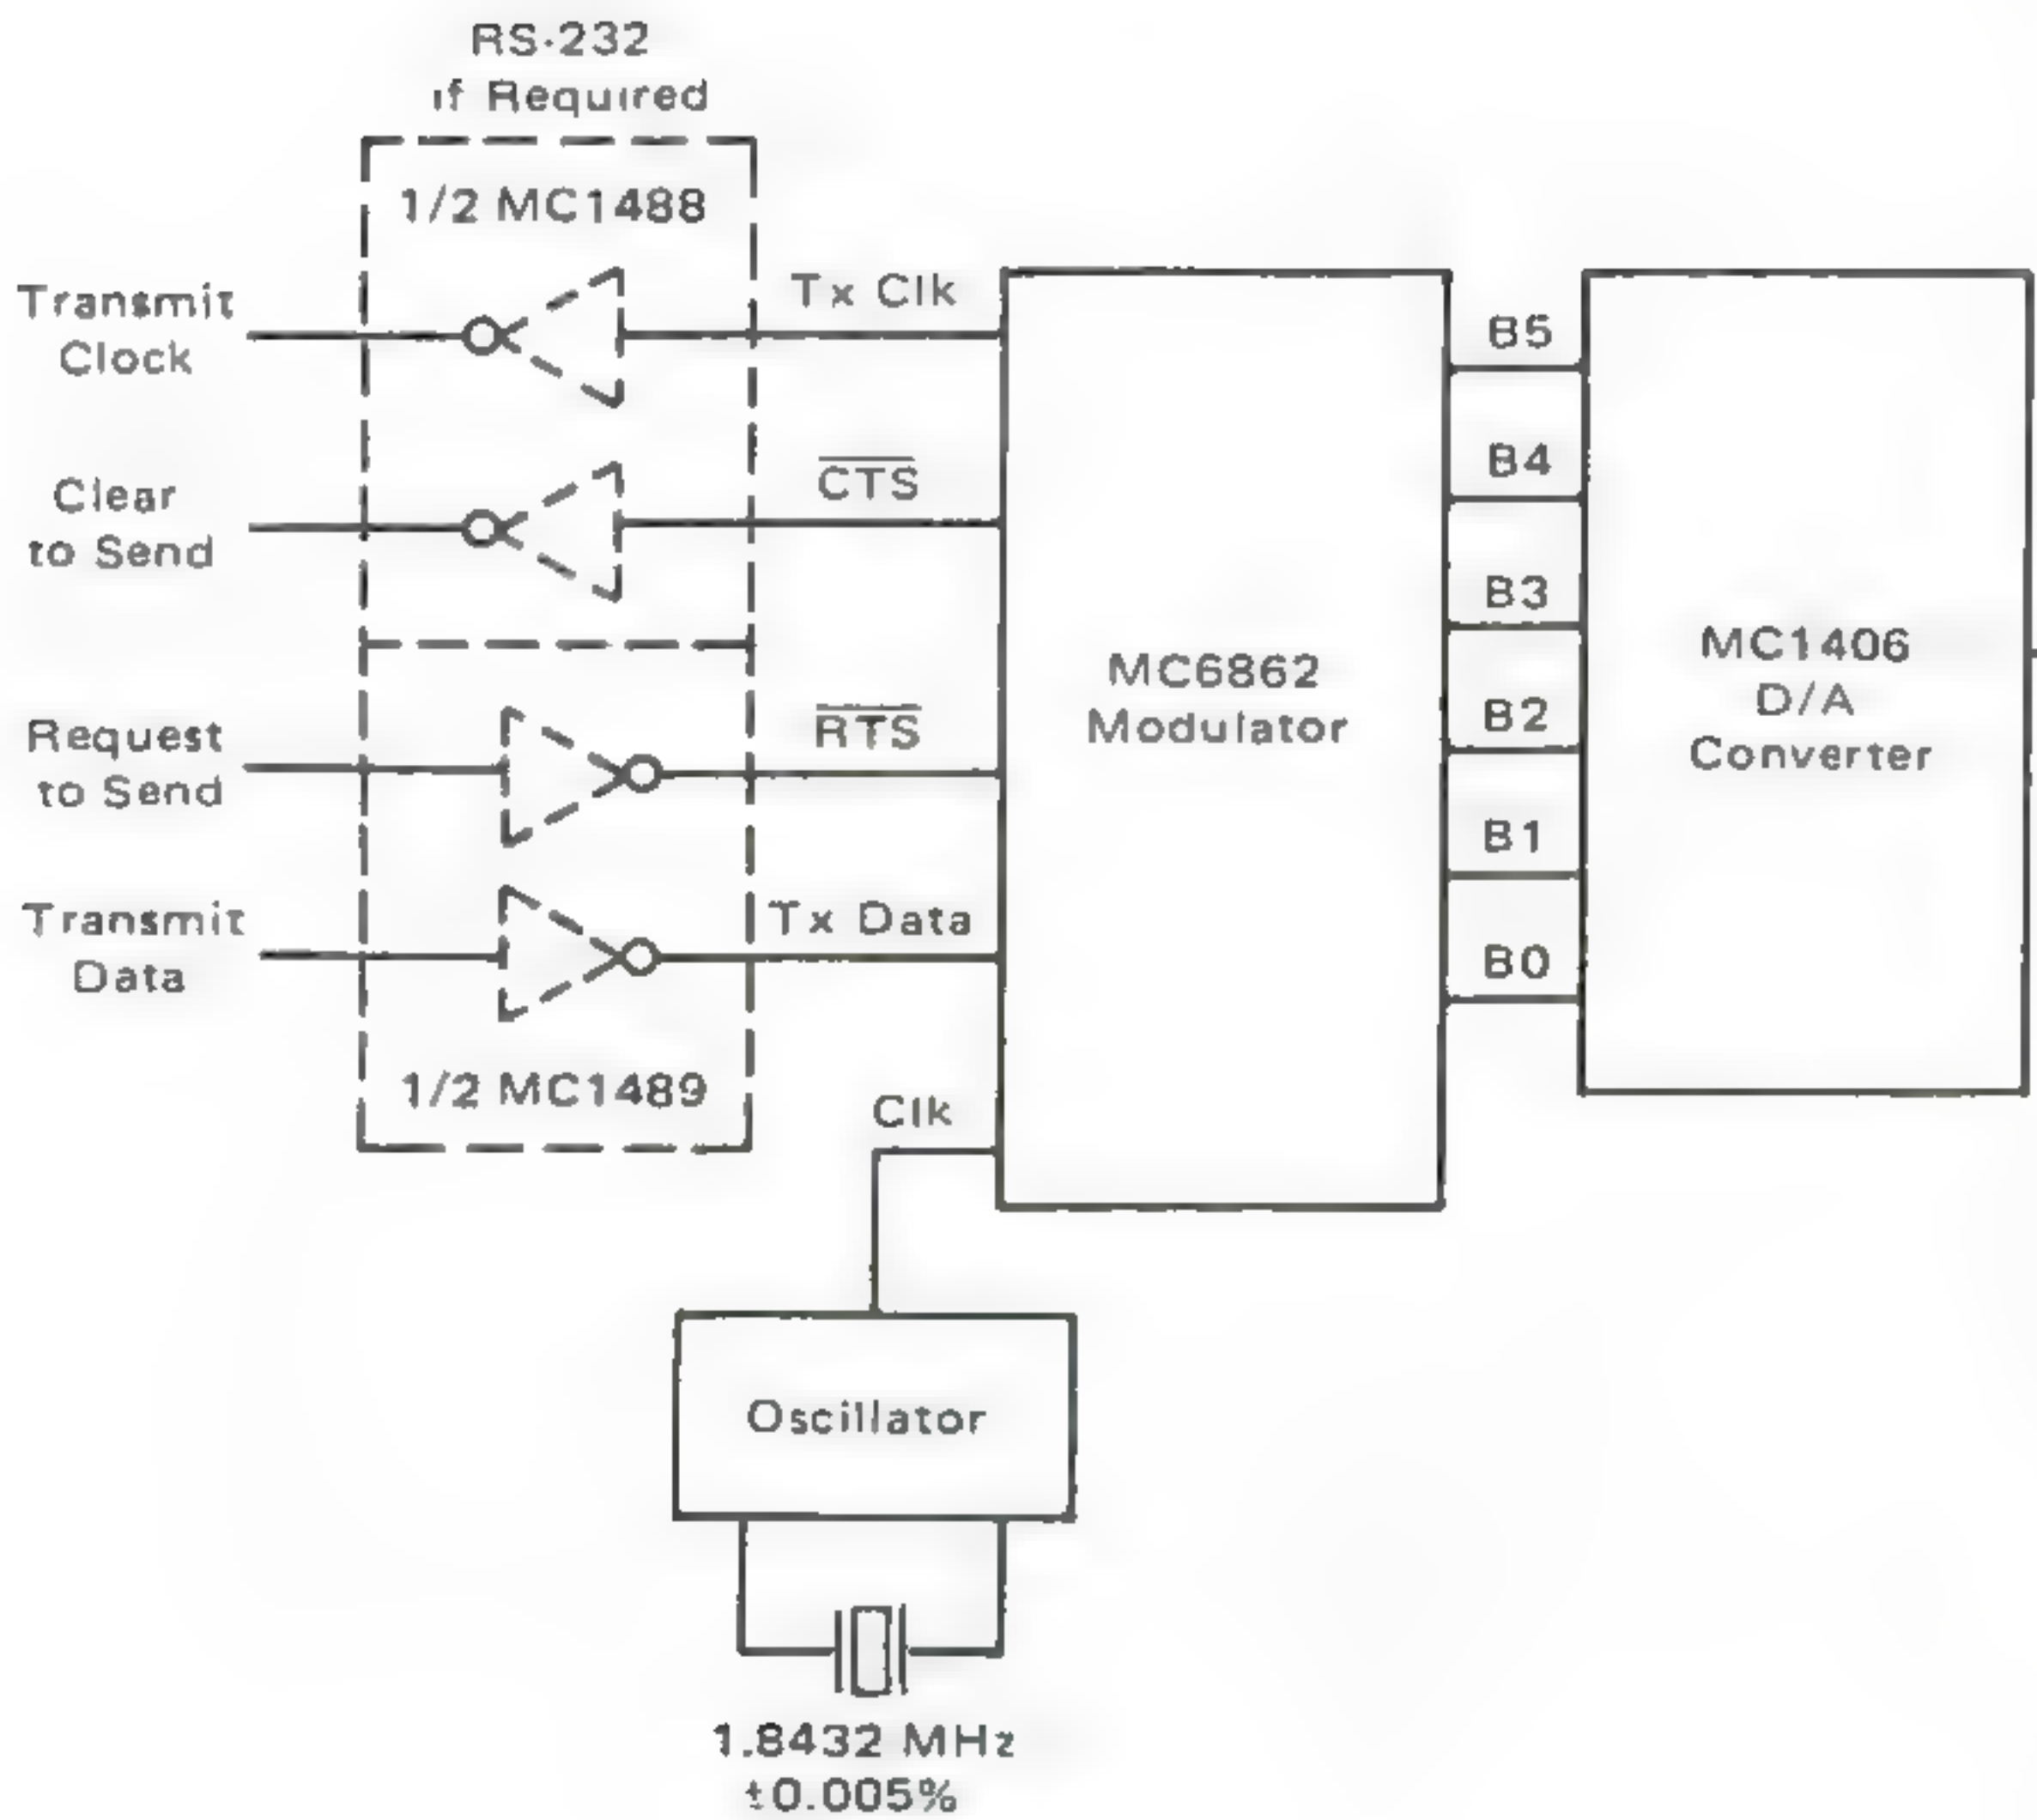 RS-232
if Required
1/2 MC1488
Transmit
Clock
Tx Clk
Clear
to Send
CTS
Request
to Send
RTS
Transmit
Data
Tx Data
1/2 MC1489
Clk
MC6862
Modulator
B5
B4
B3
B2
B1
B0
MC1406
D/A
Converter
Oscillator
1.8432 MHz
±0.005%